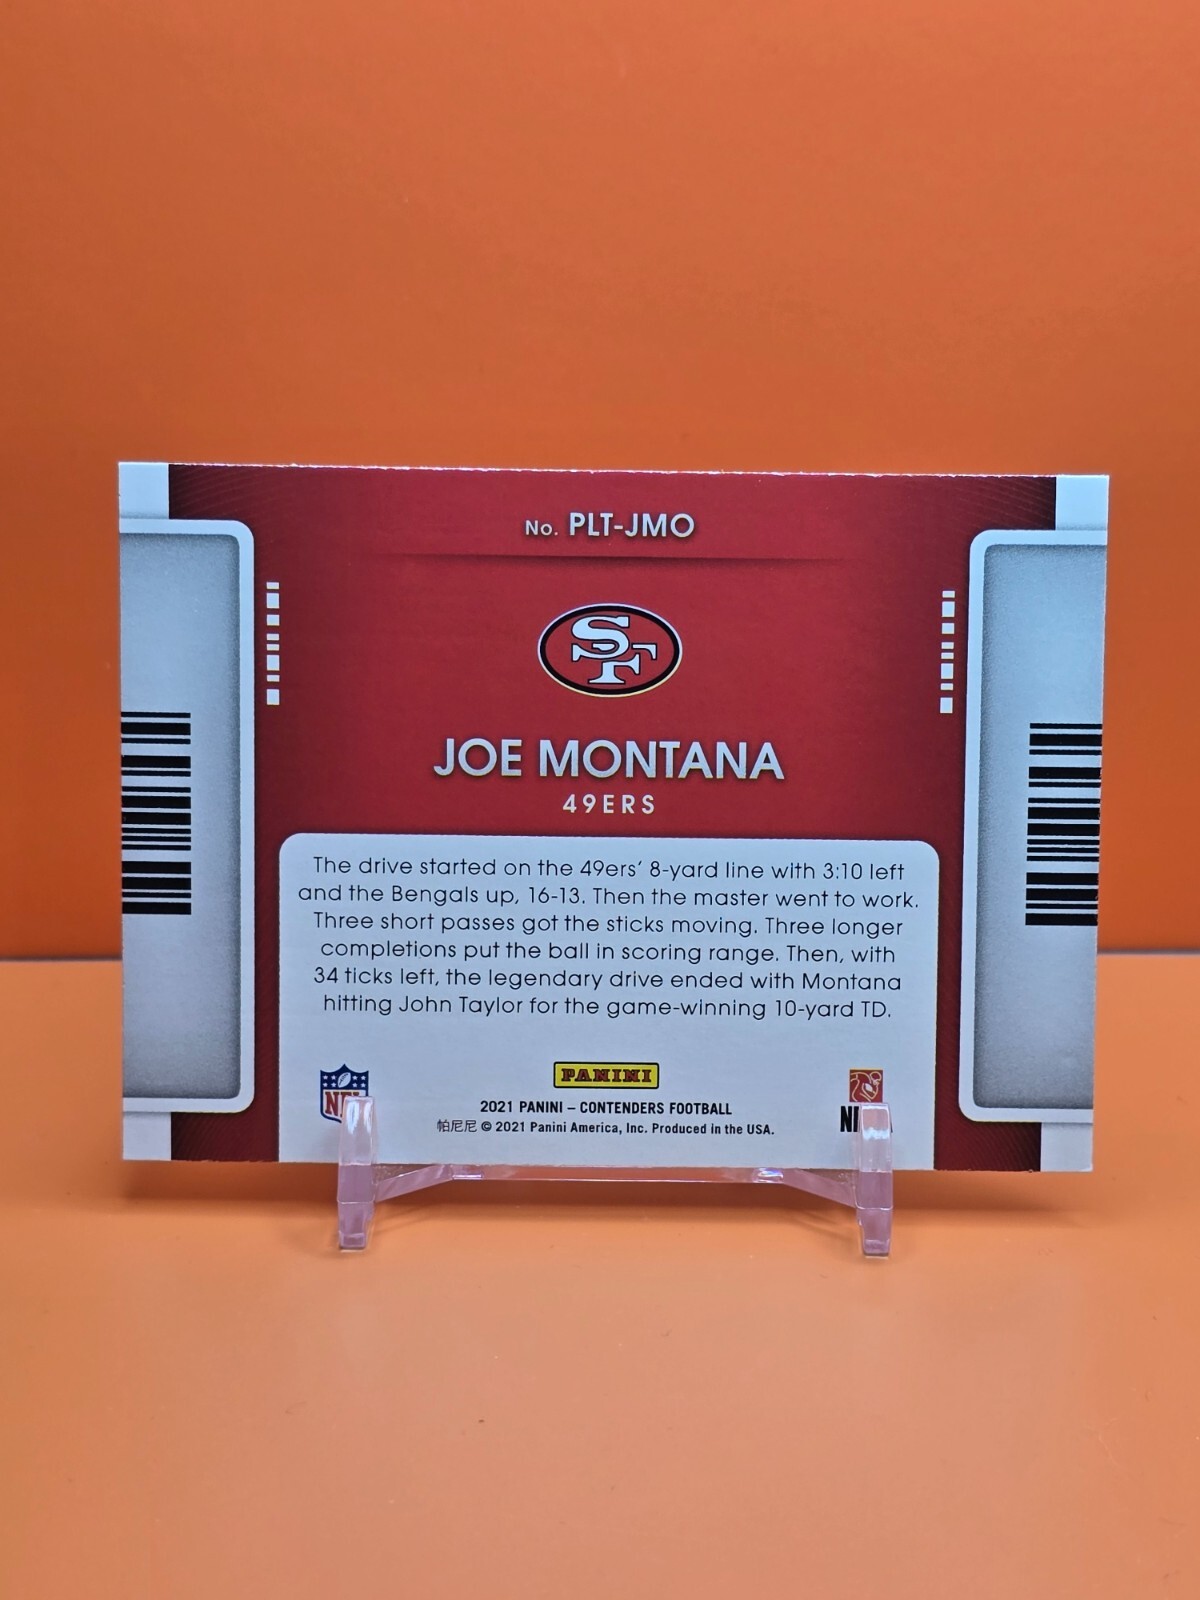 No. PLT-JMO
SF
JOE MONTANA
49ERS
The drive started on the 49ers' 8-yard line with 3:10 left
and the Bengals up, 16-13. Then the master went to work.
Three short passes got the sticks moving. Three longer
completions put the ball in scoring range. Then, with
34 ticks left, the legendary drive ended with Montana
hitting John Taylor for the game-winning 10-yard TD.
PANINI
2021 PANINI – CONTENDERS FOOTBALL
帕尼尼 © 2021 Panini America, Inc. Produced in the USA.